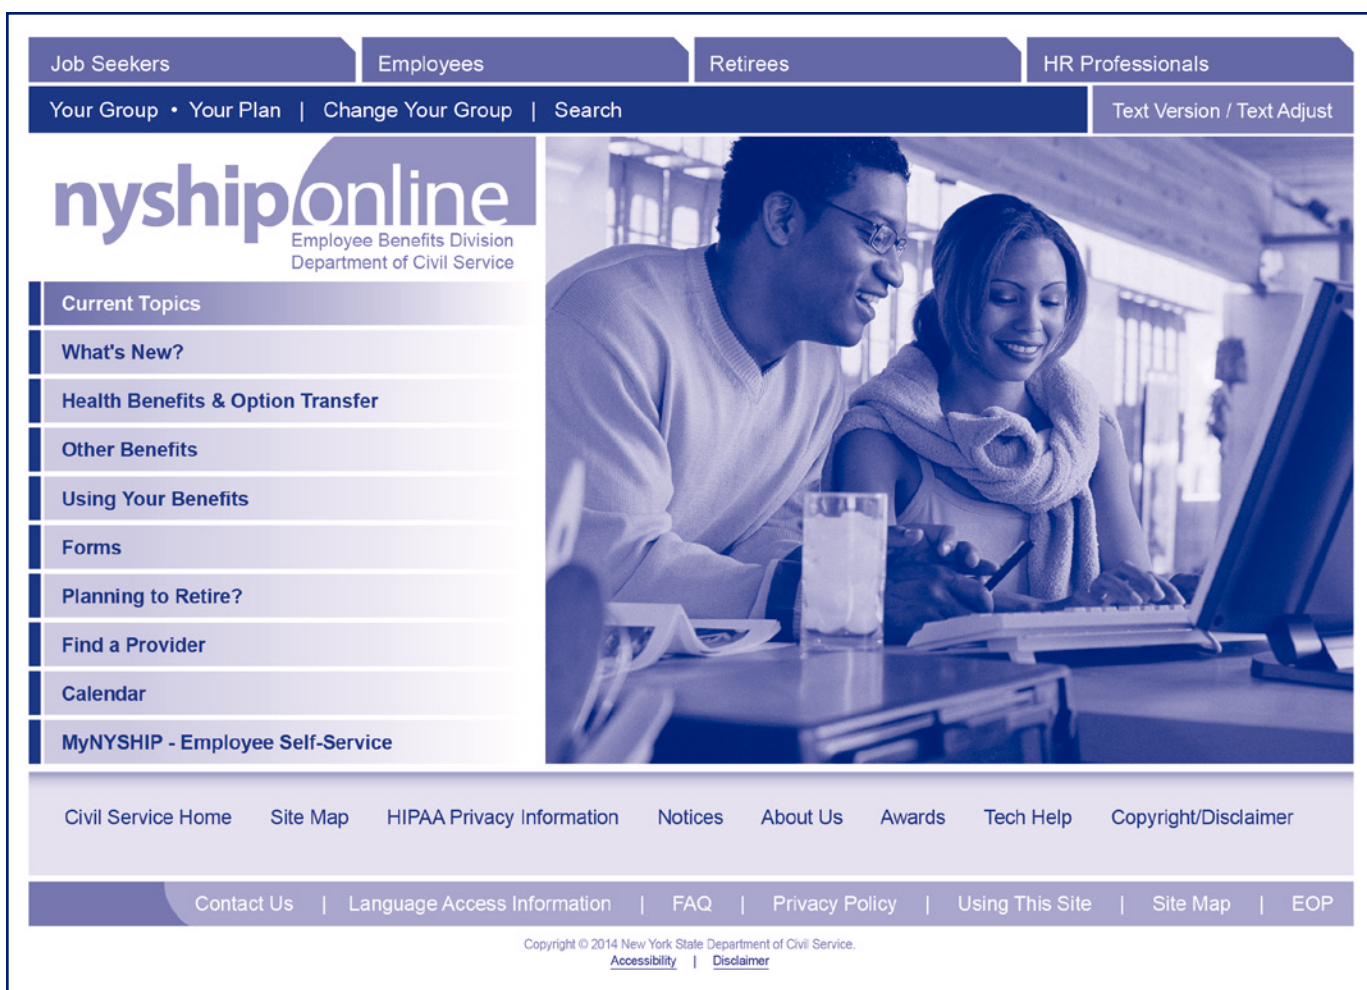 Job Seekers
Employees
Retirees
HR Professionals
Your Group • Your Plan | Change Your Group | Search
Text Version / Text Adjust
nyshiponline
Employee Benefits Division
Department of Civil Service
Current Topics
What's New?
Health Benefits & Option Transfer
Other Benefits
Using Your Benefits
Forms
Planning to Retire?
Find a Provider
Calendar
MyNYSHIP - Employee Self-Service
Civil Service Home Site Map HIPAA Privacy Information Notices About Us Awards Tech Help Copyright/Disclaimer
Contact Us | Language Access Information | FAQ | Privacy Policy | Using This Site | Site Map | EOP
Copyright © 2014 New York State Department of Civil Service.
Accessibility | Disclaimer